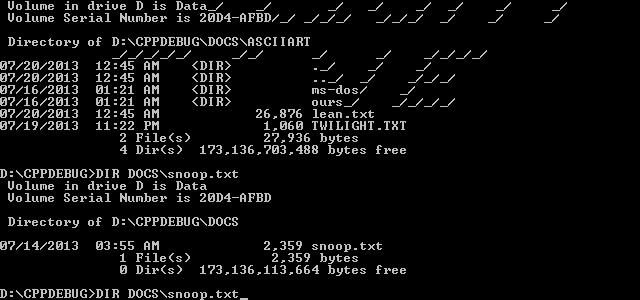 Volume in drive D is Data_/ _/ _/ _/ _/ _/ _/ _/
Volume Serial Number is 20D4-AFBD/_/ _/ _/_/_/ _/ _/ _/
Directory of D:\CPPDEBUG\DOCS\ASCIIART
_/_/_/_/_/ _/ _/ _/ _/_/_/_/
07/20/2013 12:45 AM <DIR> ._/ _/ _/
07/20/2013 12:45 AM <DIR> .._/ _/ _/_/_/
07/16/2013 01:21 AM <DIR> ms-dos/ _/
07/16/2013 01:21 AM <DIR> ours_/ _/_/_/_/
07/20/2013 12:45 AM 26,876 lean.txt
07/19/2013 11:22 PM 1,060 TWILIGHT.TXT
2 File(s) 27,936 bytes
4 Dir(s) 173,136,703,488 bytes free
D:\CPPDEBUG>DIR DOCS\snoop.txt
Volume in drive D is Data
Volume Serial Number is 20D4-AFBD
Directory of D:\CPPDEBUG\DOCS
07/14/2013 03:55 AM 2,359 snoop.txt
1 File(s) 2,359 bytes
0 Dir(s) 173,136,113,664 bytes free
D:\CPPDEBUG>DIR DOCS\snoop.txt_